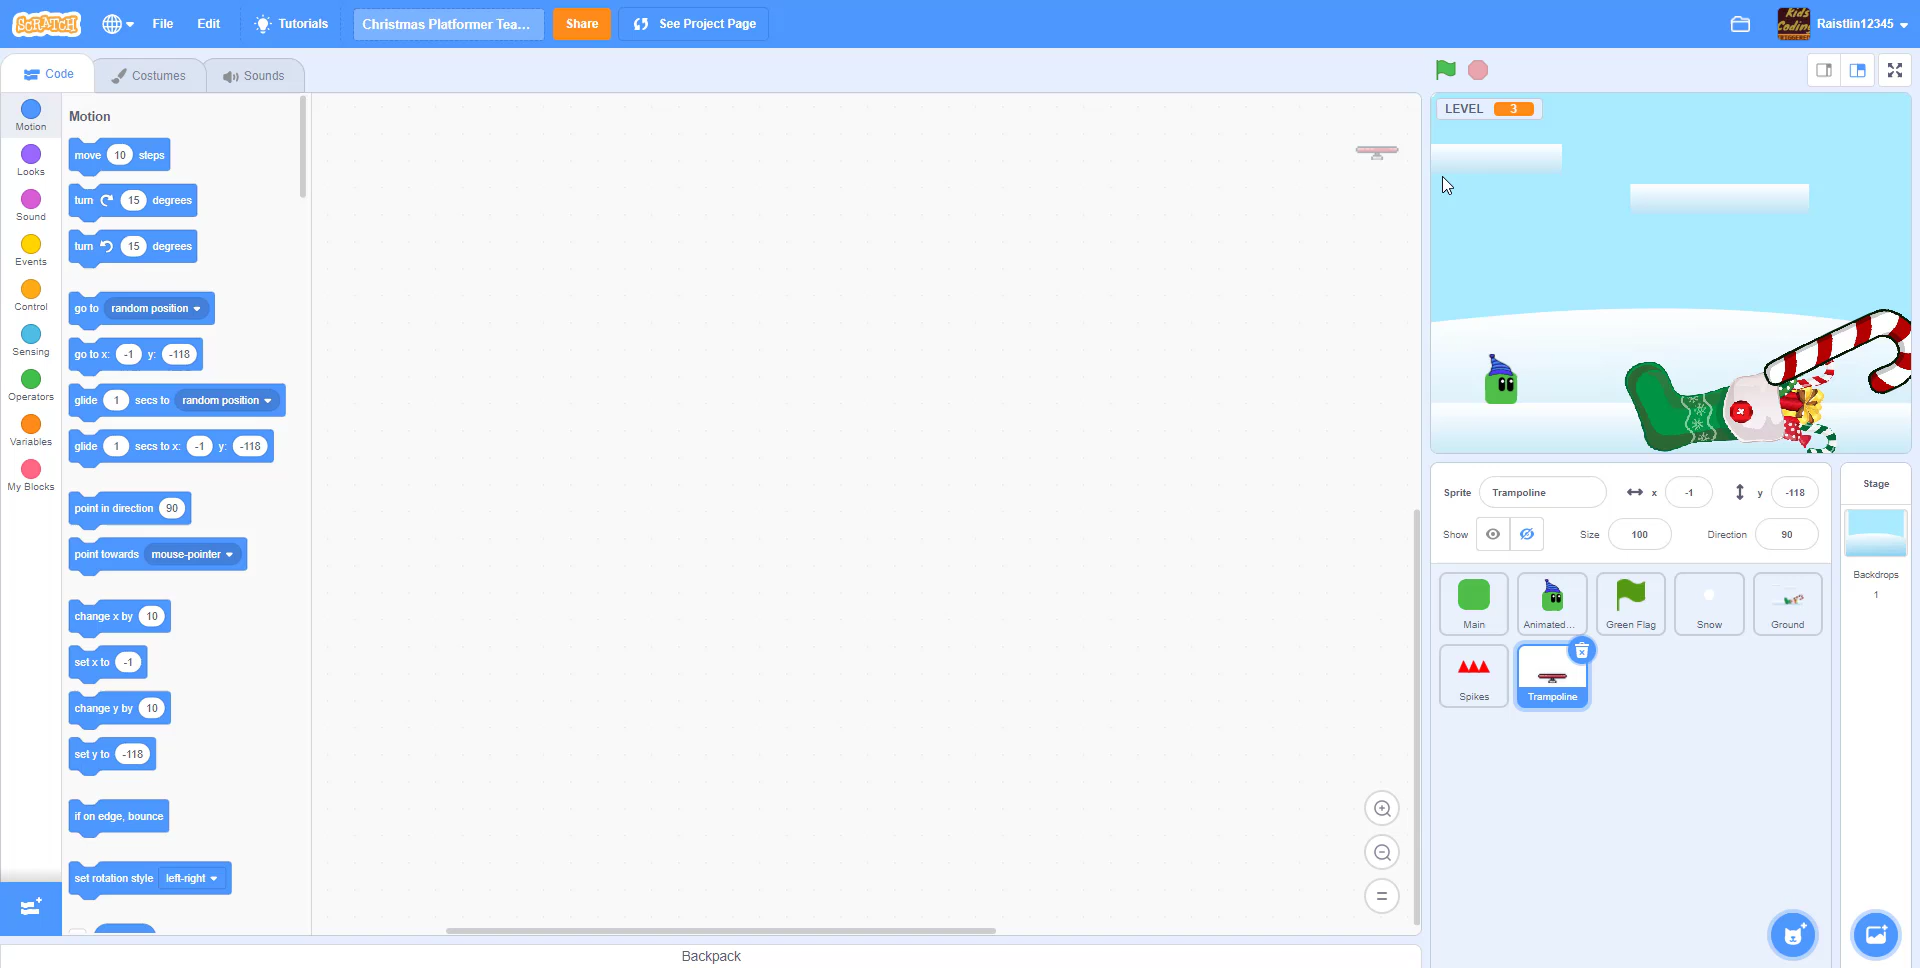 SCRATCH
File
Edit
Tutorials
Christmas Platformer Tea...
Share
See Project Page
Kids
Coding
Raistlin12345
Code
Costumes
Sounds
Motion
Looks
Sound
Events
Control
Sensing
Operators
Variables
My Blocks
Motion
move 10 steps
turn 15 degrees
turn 15 degrees
go to random position
go to x: -1 y: -118
glide 1 secs to random position
glide 1 secs to x: -1 y: -118
point in direction 90
point towards mouse-pointer
change x by 10
set x to -1
change y by 10
set y to -118
if on edge, bounce
set rotation style left-right
Backpack
LEVEL 3
Sprite Trampoline x -1 y -118
Show Size 100 Direction 90
Main
Animated...
Green Flag
Snow
Ground
Spikes
Trampoline
Stage
Backdrops
1